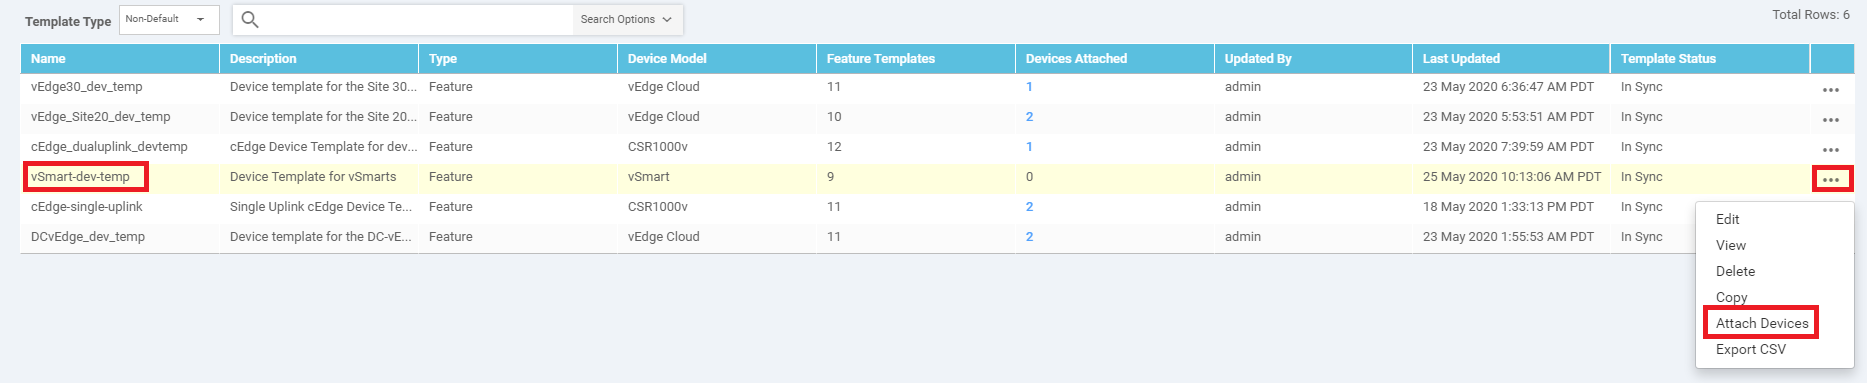 Template Type Non-Default Search Options Total Rows: 6
Name Description Type Device Model Feature Templates Devices Attached Updated By Last Updated Template Status
vEdge30_dev_temp Device template for the Site 30... Feature vEdge Cloud 11 1 admin 23 May 2020 6:36:47 AM PDT In Sync
vEdge_Site20_dev_temp Device template for the Site 20... Feature vEdge Cloud 10 2 admin 23 May 2020 5:53:51 AM PDT In Sync
cEdge_dualuplink_devtemp cEdge Device Template for dev... Feature CSR1000v 12 1 admin 23 May 2020 7:39:59 AM PDT In Sync
vSmart-dev-temp Device Template for vSmarts Feature vSmart 9 0 admin 25 May 2020 10:13:06 AM PDT In Sync
cEdge-single-uplink Single Uplink cEdge Device Te... Feature CSR1000v 11 2 admin 18 May 2020 1:33:13 PM PDT In Sync
DCvEdge_dev_temp Device template for the DC-vE... Feature vEdge Cloud 11 2 admin 23 May 2020 1:55:53 AM PDT In Sync
Edit
View
Delete
Copy
Attach Devices
Export CSV